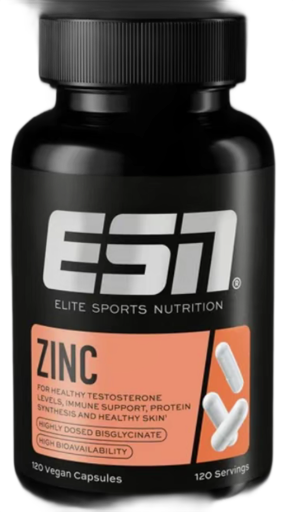 ESN®
ELITE SPORTS NUTRITION
ZINC
FOR HEALTHY TESTOSTERONE
LEVELS, IMMUNE SUPPORT, PROTEIN
SYNTHESIS AND HEALTHY SKIN¹
HIGHLY DOSED BISGLYCINATE
HIGH BIOAVAILABILITY
120 Vegan Capsules 120 Servings